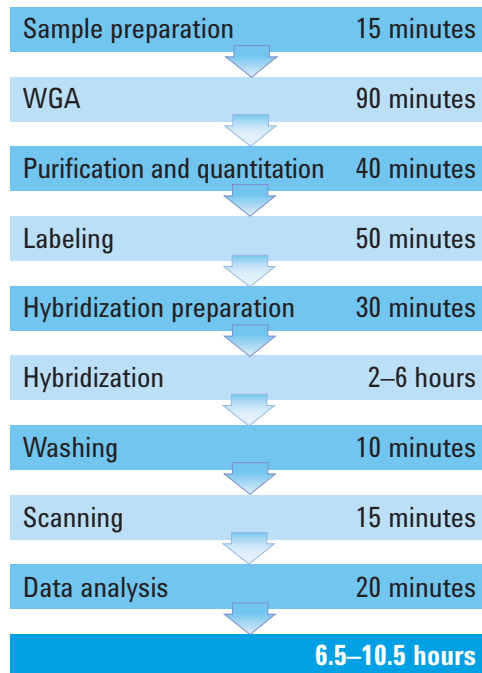 Sample preparation 15 minutes
WGA 90 minutes
Purification and quantitation 40 minutes
Labeling 50 minutes
Hybridization preparation 30 minutes
Hybridization 2–6 hours
Washing 10 minutes
Scanning 15 minutes
Data analysis 20 minutes
6.5–10.5 hours